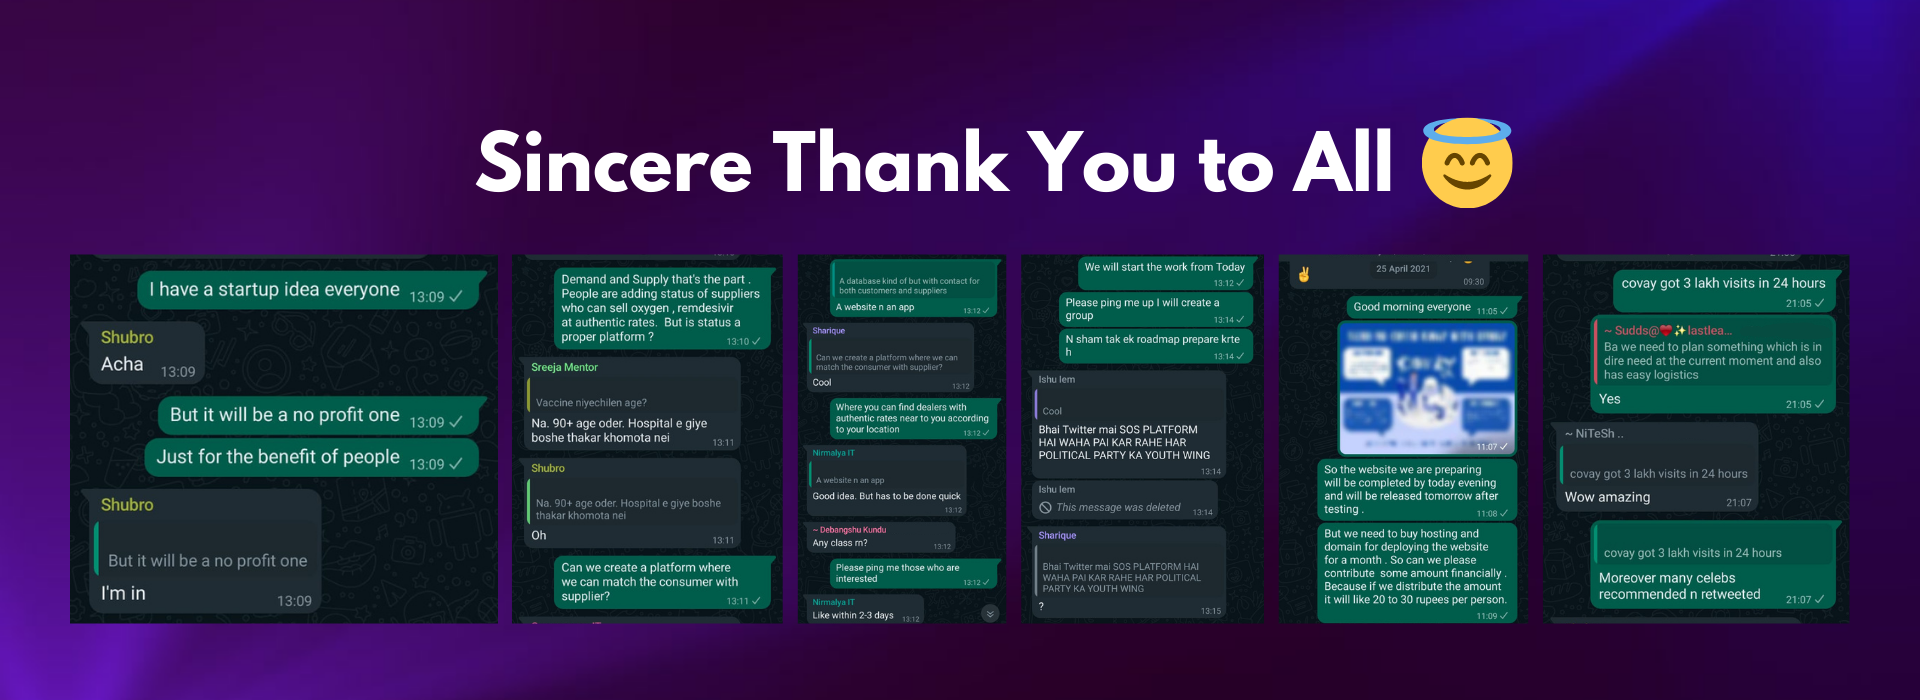 Sincere Thank You to All
I have a startup idea everyone 13:09
Shubro
Acha 13:09
But it will be a no profit one 13:09
Just for the benefit of people 13:09
Shubro
But it will be a no profit one
I'm in 13:09
Demand and Supply that's the part .
People are adding status of suppliers
who can sell oxygen , remdesivir
at authentic rates. But is status a
proper platform ? 13:10
Sreeja Mentor
Vaccine niyechilen age?
Na. 90+ age oder. Hospital e giye
boshe thakar khomota nei 13:11
Shubro
Na. 90+ age oder. Hospital e giye boshe
thakar khomota nei
Oh 13:11
Can we create a platform where
we can match the consumer with
supplier? 13:11
A database kind of but with contact for
both customers and suppliers
A website n an app 13:12
Sharique
Can we create a platform where we can
match the consumer with supplier?
Cool 13:12
Where you can find dealers with
authentic rates near to you according
to your location 13:12
Nirmalya IT
A website n an app
Good idea. But has to be done quick
13:12
~ Debangshu Kundu
Any class rn? 13:12
Please ping me those who are
interested 13:12
Nirmalya IT
Like within 2-3 days 13:12
We will start the work from Today
13:12
Please ping me up I will create a
group 13:14
N sham tak ek roadmap prepare krte
h 13:14
Ishu Iem
Cool
Bhai Twitter mai SOS PLATFORM
HAI WAHA PAI KAR RAHE HAR
POLITICAL PARTY KA YOUTH WING
13:14
Ishu Iem
This message was deleted 13:14
Sharique
Bhai Twitter mai SOS PLATFORM HAI
WAHA PAI KAR RAHE HAR POLITICAL
PARTY KA YOUTH WING
? 13:15
25 April 2021
09:30
Good morning everyone 11:05
11:07
So the website we are preparing
will be completed by today evening
and will be released tomorrow after
testing . 11:08
But we need to buy hosting and
domain for deploying the website
for a month . So can we please
contribute some amount financially .
Because if we distribute the amount
it will like 20 to 30 rupees per person.
11:09
covay got 3 lakh visits in 24 hours
21:05
~ Sudds@❤️✨lastlea...
Ba we need to plan something which is in
dire need at the current moment and also
has easy logistics
Yes 21:05
~ NiTeSh ..
covay got 3 lakh visits in 24 hours
Wow amazing 21:07
covay got 3 lakh visits in 24 hours
Moreover many celebs
recommended n retweeted 21:07